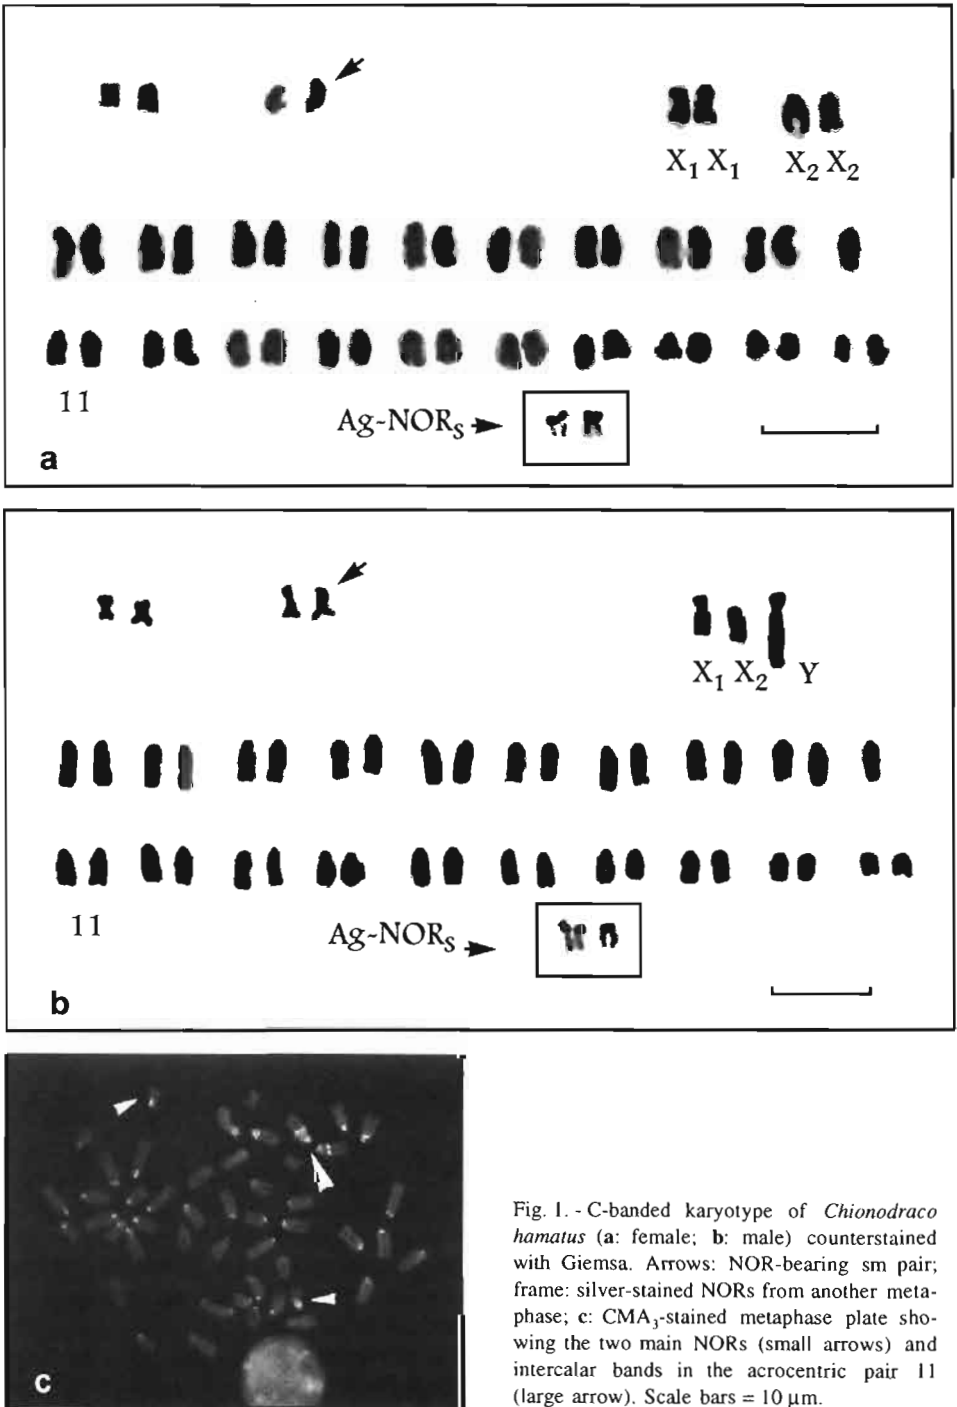 X₁ X₁ X₂ X₂
11
Ag-NORs
a
X₁ X₂ Y
11
Ag-NORs
b
c
Fig. 1. - C-banded karyotype of Chionodraco
hamatus (a: female; b: male) counterstained
with Giemsa. Arrows: NOR-bearing sm pair;
frame: silver-stained NORs from another meta-
phase; c: CMA₃-stained metaphase plate sho-
wing the two main NORs (small arrows) and
intercalar bands in the acrocentric pair 11
(large arrow). Scale bars = 10 µm.